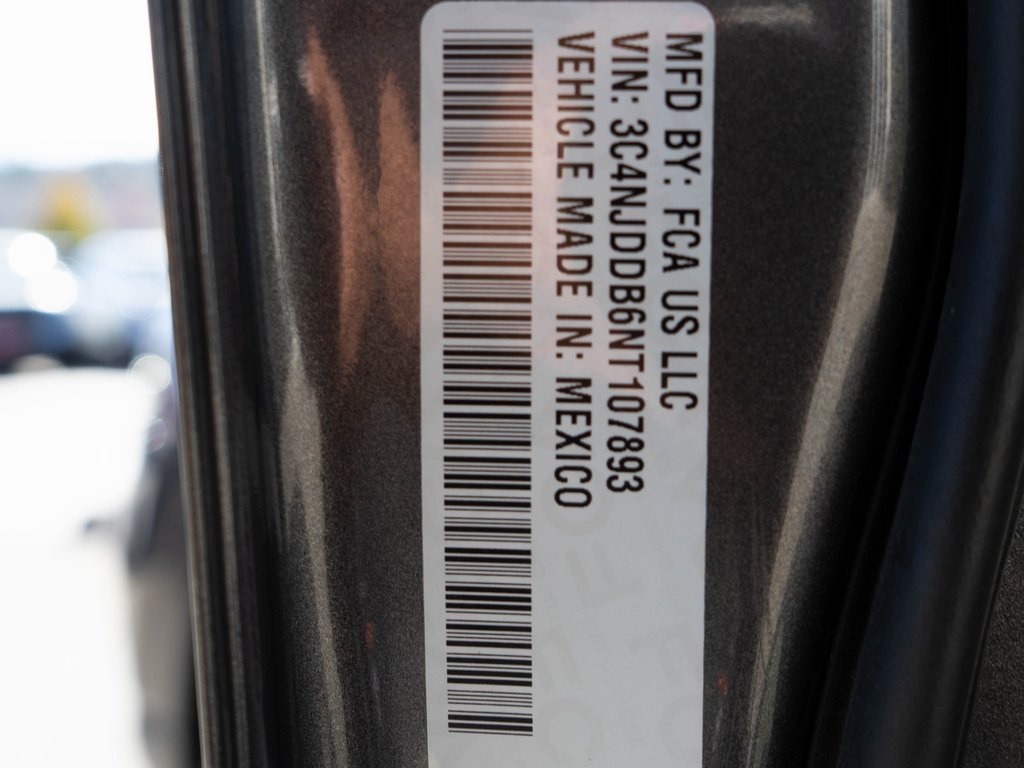 MFD BY: FCA US LLC
VIN: 3C4NJDDB6NT107893
VEHICLE MADE IN: MEXICO